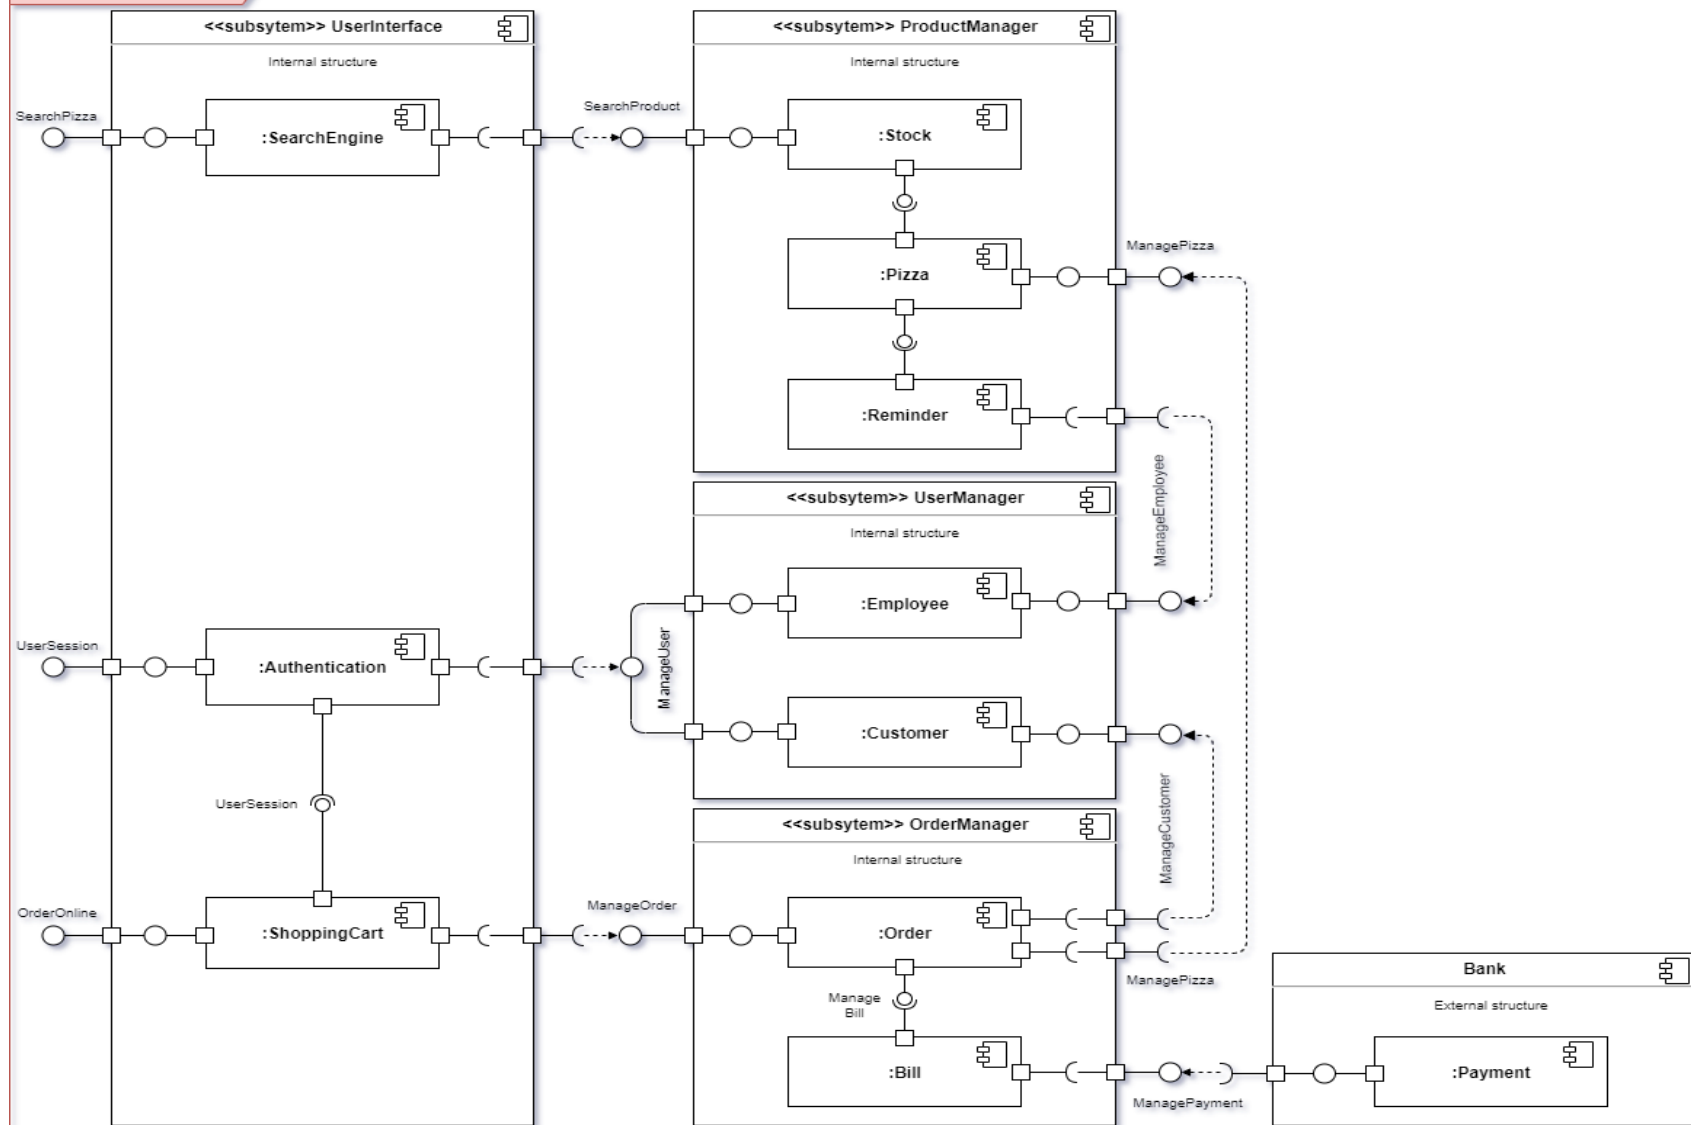 <<subsytem>> UserInterface
Internal structure
SearchPizza
:SearchEngine
SearchProduct
<<subsytem>> ProductManager
Internal structure
:Stock
:Pizza
ManagePizza
:Reminder
ManageEmployee
<<subsytem>> UserManager
Internal structure
:Employee
UserSession
:Authentication
ManageUser
:Customer
ManageCustomer
UserSession
<<subsytem>> OrderManager
Internal structure
OrderOnline
:ShoppingCart
ManageOrder
:Order
ManagePizza
Manage
Bill
:Bill
ManagePayment
Bank
External structure
:Payment